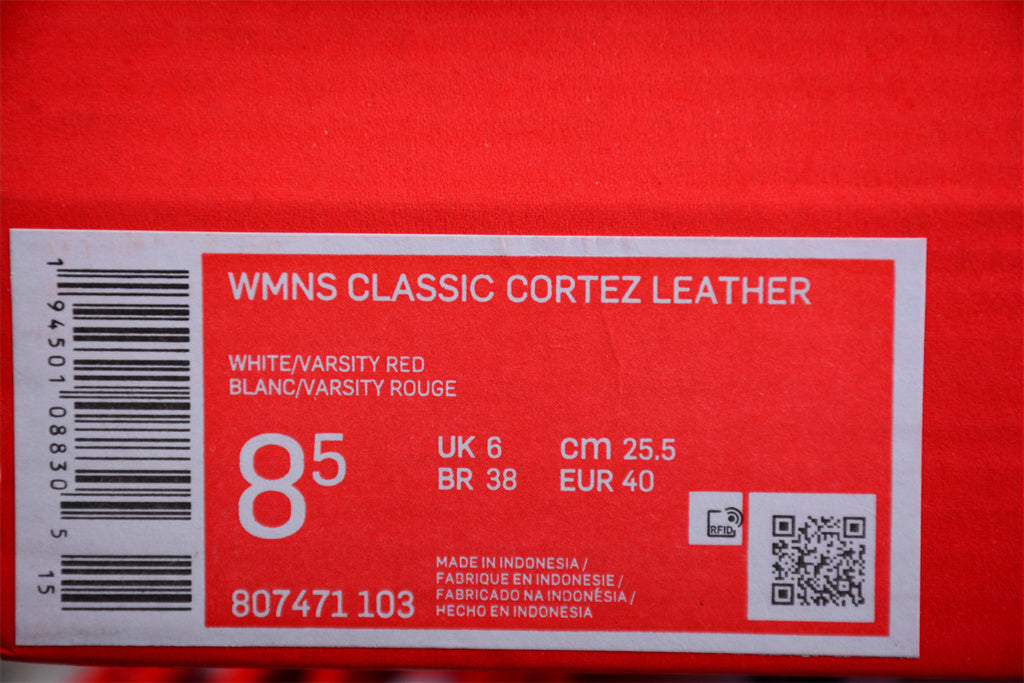 WMNS CLASSIC CORTEZ LEATHER
WHITE/VARSITY RED
BLANC/VARSITY ROUGE
8 5
UK 6 cm 25.5
BR 38 EUR 40
RFID
MADE IN INDONESIA /
FABRIQUE EN INDONESIE /
FABRICADO NA INDONÉSIA /
HECHO EN INDONESIA
807471 103
1 94501 08830 5 15